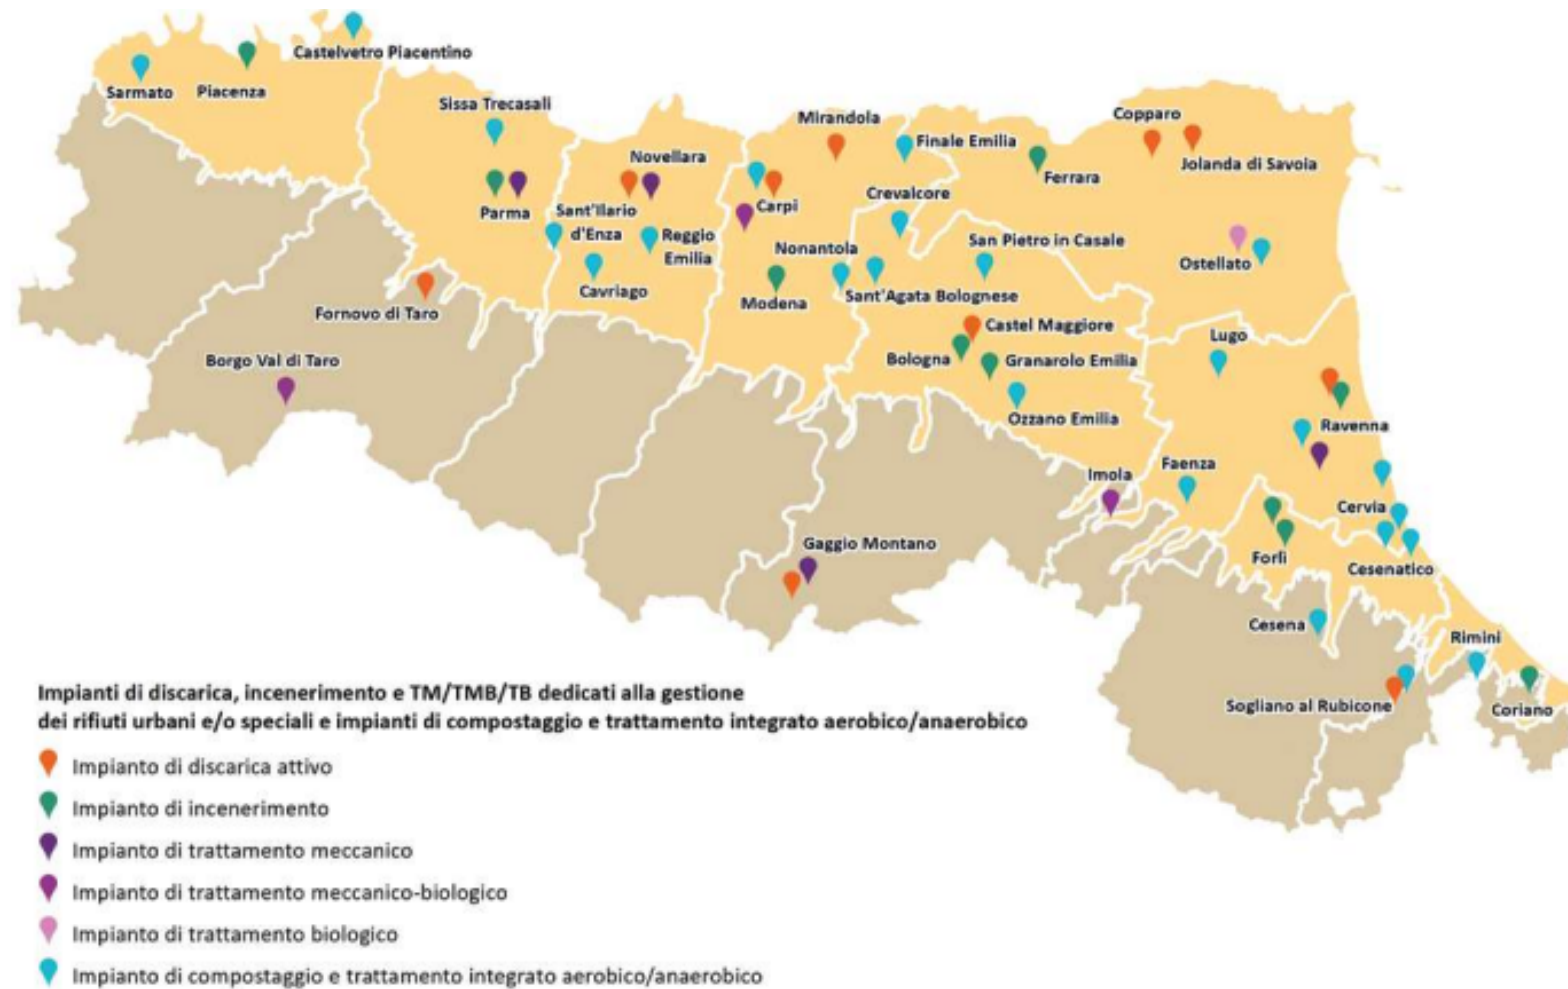 Castelvetro Piacentino
Sarmato
Piacenza
Sissa Trecasali
Mirandola
Copparo
Finale Emilia
Novellara
Jolanda di Savoia
Ferrara
Crevalcore
Parma
Sant'Ilario
d'Enza
Carpi
Reggio
Emilia
Nonantola
San Pietro in Casale
Ostellato
Cavriago
Modena
Sant'Agata Bolognese
Fornovo di Taro
Castel Maggiore
Lugo
Borgo Val di Taro
Bologna
Granarolo Emilia
Ozzano Emilia
Ravenna
Faenza
Imola
Cervia
Gaggio Montano
Forlì
Cesenatico
Cesena
Rimini
Sogliano al Rubicone
Coriano
Impianti di discarica, incenerimento e TM/TMB/TB dedicati alla gestione
dei rifiuti urbani e/o speciali e impianti di compostaggio e trattamento integrato aerobico/anaerobico
Impianto di discarica attivo
Impianto di incenerimento
Impianto di trattamento meccanico
Impianto di trattamento meccanico-biologico
Impianto di trattamento biologico
Impianto di compostaggio e trattamento integrato aerobico/anaerobico